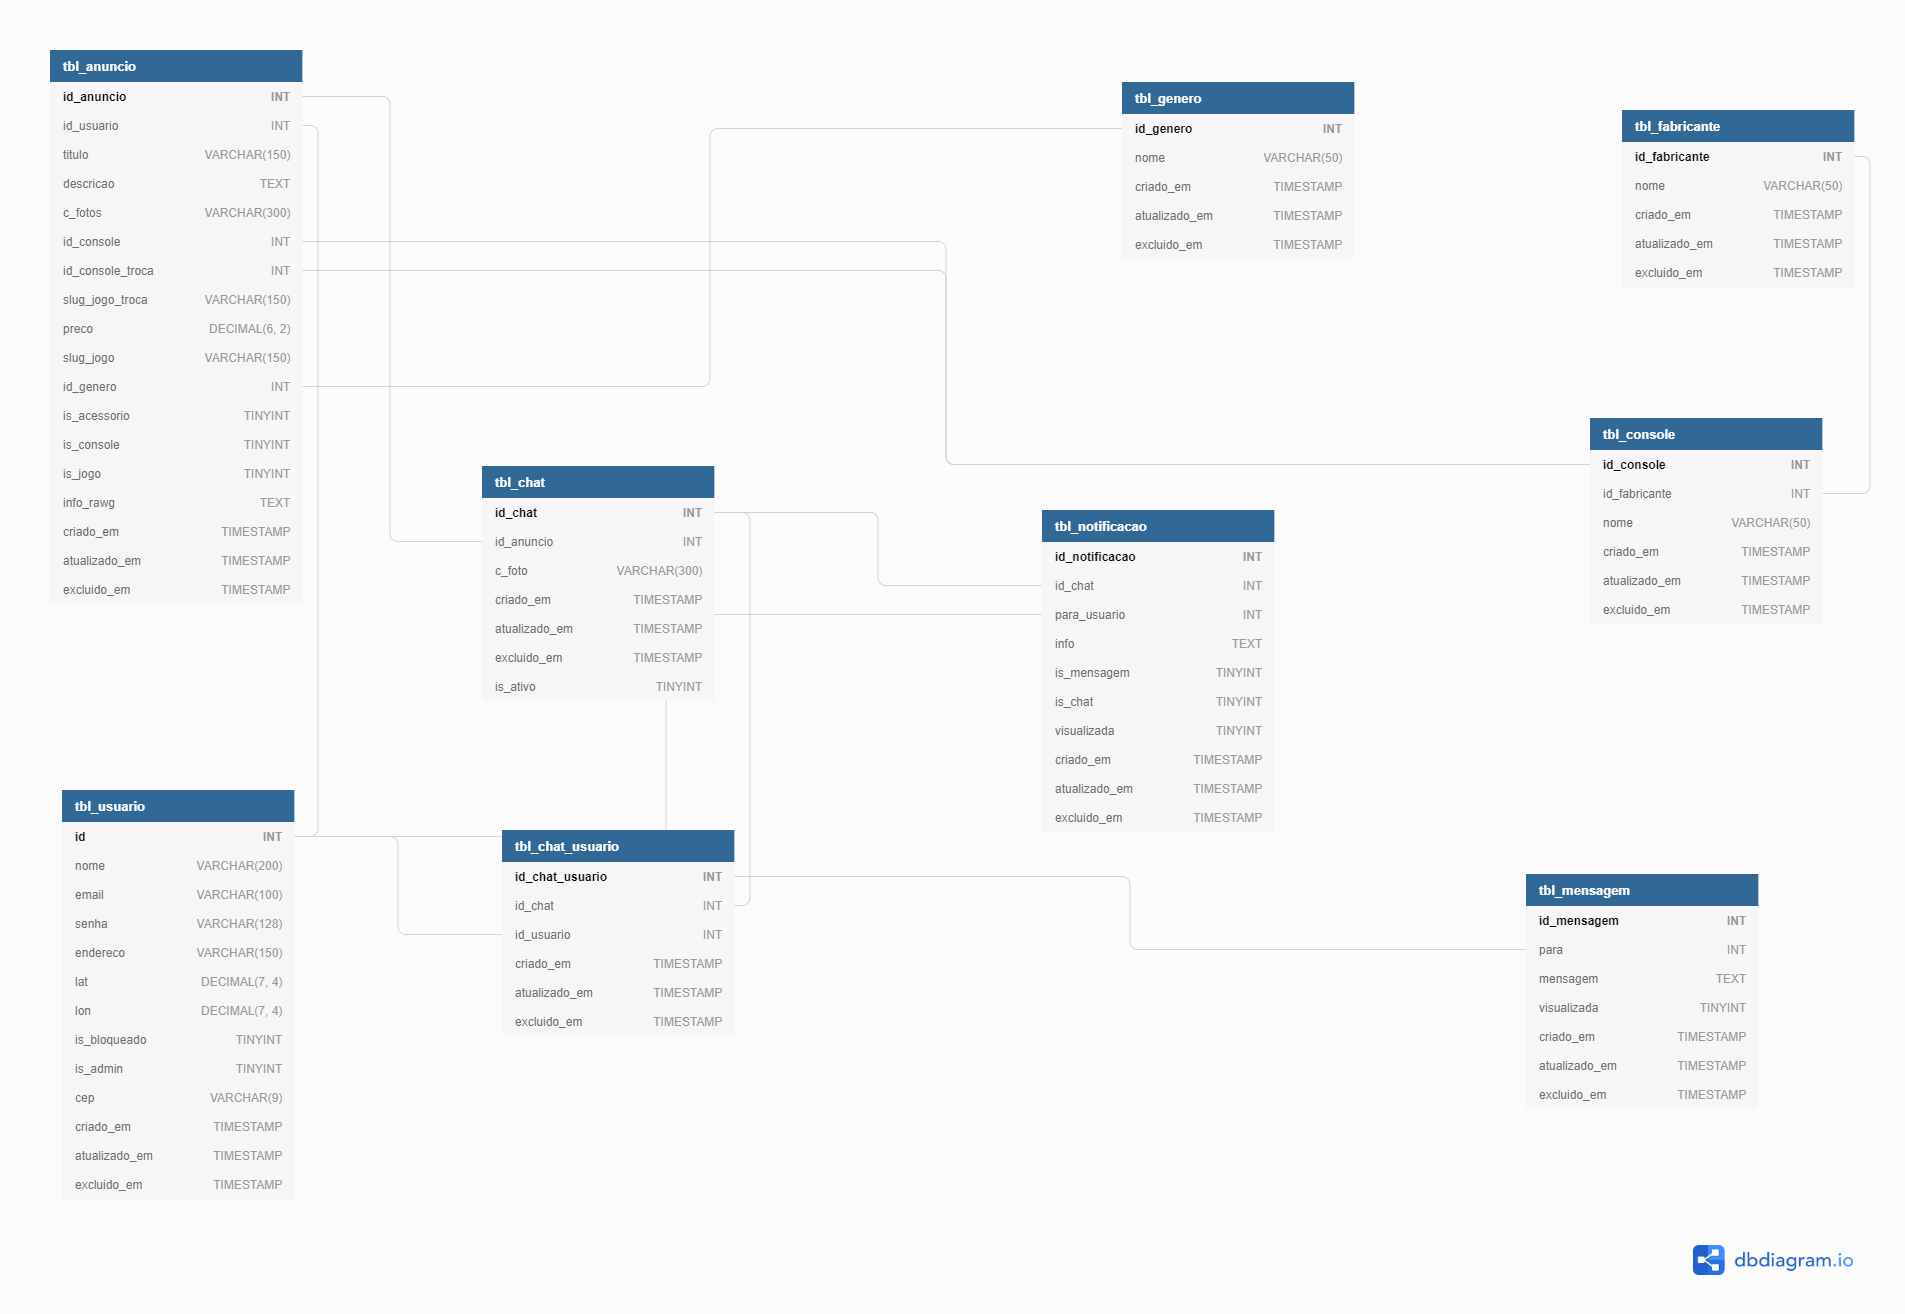 tbl_anuncio
id_anuncio INT
id_usuario INT
titulo VARCHAR(150)
descricao TEXT
c_fotos VARCHAR(300)
id_console INT
id_console_troca INT
slug_jogo_troca VARCHAR(150)
preco DECIMAL(6, 2)
slug_jogo VARCHAR(150)
id_genero INT
is_acessorio TINYINT
is_console TINYINT
is_jogo TINYINT
info_rawg TEXT
criado_em TIMESTAMP
atualizado_em TIMESTAMP
excluido_em TIMESTAMP
tbl_genero
id_genero INT
nome VARCHAR(50)
criado_em TIMESTAMP
atualizado_em TIMESTAMP
excluido_em TIMESTAMP
tbl_fabricante
id_fabricante INT
nome VARCHAR(50)
criado_em TIMESTAMP
atualizado_em TIMESTAMP
excluido_em TIMESTAMP
tbl_console
id_console INT
id_fabricante INT
nome VARCHAR(50)
criado_em TIMESTAMP
atualizado_em TIMESTAMP
excluido_em TIMESTAMP
tbl_chat
id_chat INT
id_anuncio INT
c_foto VARCHAR(300)
criado_em TIMESTAMP
atualizado_em TIMESTAMP
excluido_em TIMESTAMP
is_ativo TINYINT
tbl_notificacao
id_notificacao INT
id_chat INT
para_usuario INT
info TEXT
is_mensagem TINYINT
is_chat TINYINT
visualizada TINYINT
criado_em TIMESTAMP
atualizado_em TIMESTAMP
excluido_em TIMESTAMP
tbl_usuario
id INT
nome VARCHAR(200)
email VARCHAR(100)
senha VARCHAR(128)
endereco VARCHAR(150)
lat DECIMAL(7, 4)
lon DECIMAL(7, 4)
is_bloqueado TINYINT
is_admin TINYINT
cep VARCHAR(9)
criado_em TIMESTAMP
atualizado_em TIMESTAMP
excluido_em TIMESTAMP
tbl_chat_usuario
id_chat_usuario INT
id_chat INT
id_usuario INT
criado_em TIMESTAMP
atualizado_em TIMESTAMP
excluido_em TIMESTAMP
tbl_mensagem
id_mensagem INT
para INT
mensagem TEXT
visualizada TINYINT
criado_em TIMESTAMP
atualizado_em TIMESTAMP
excluido_em TIMESTAMP
dbdiagram.io